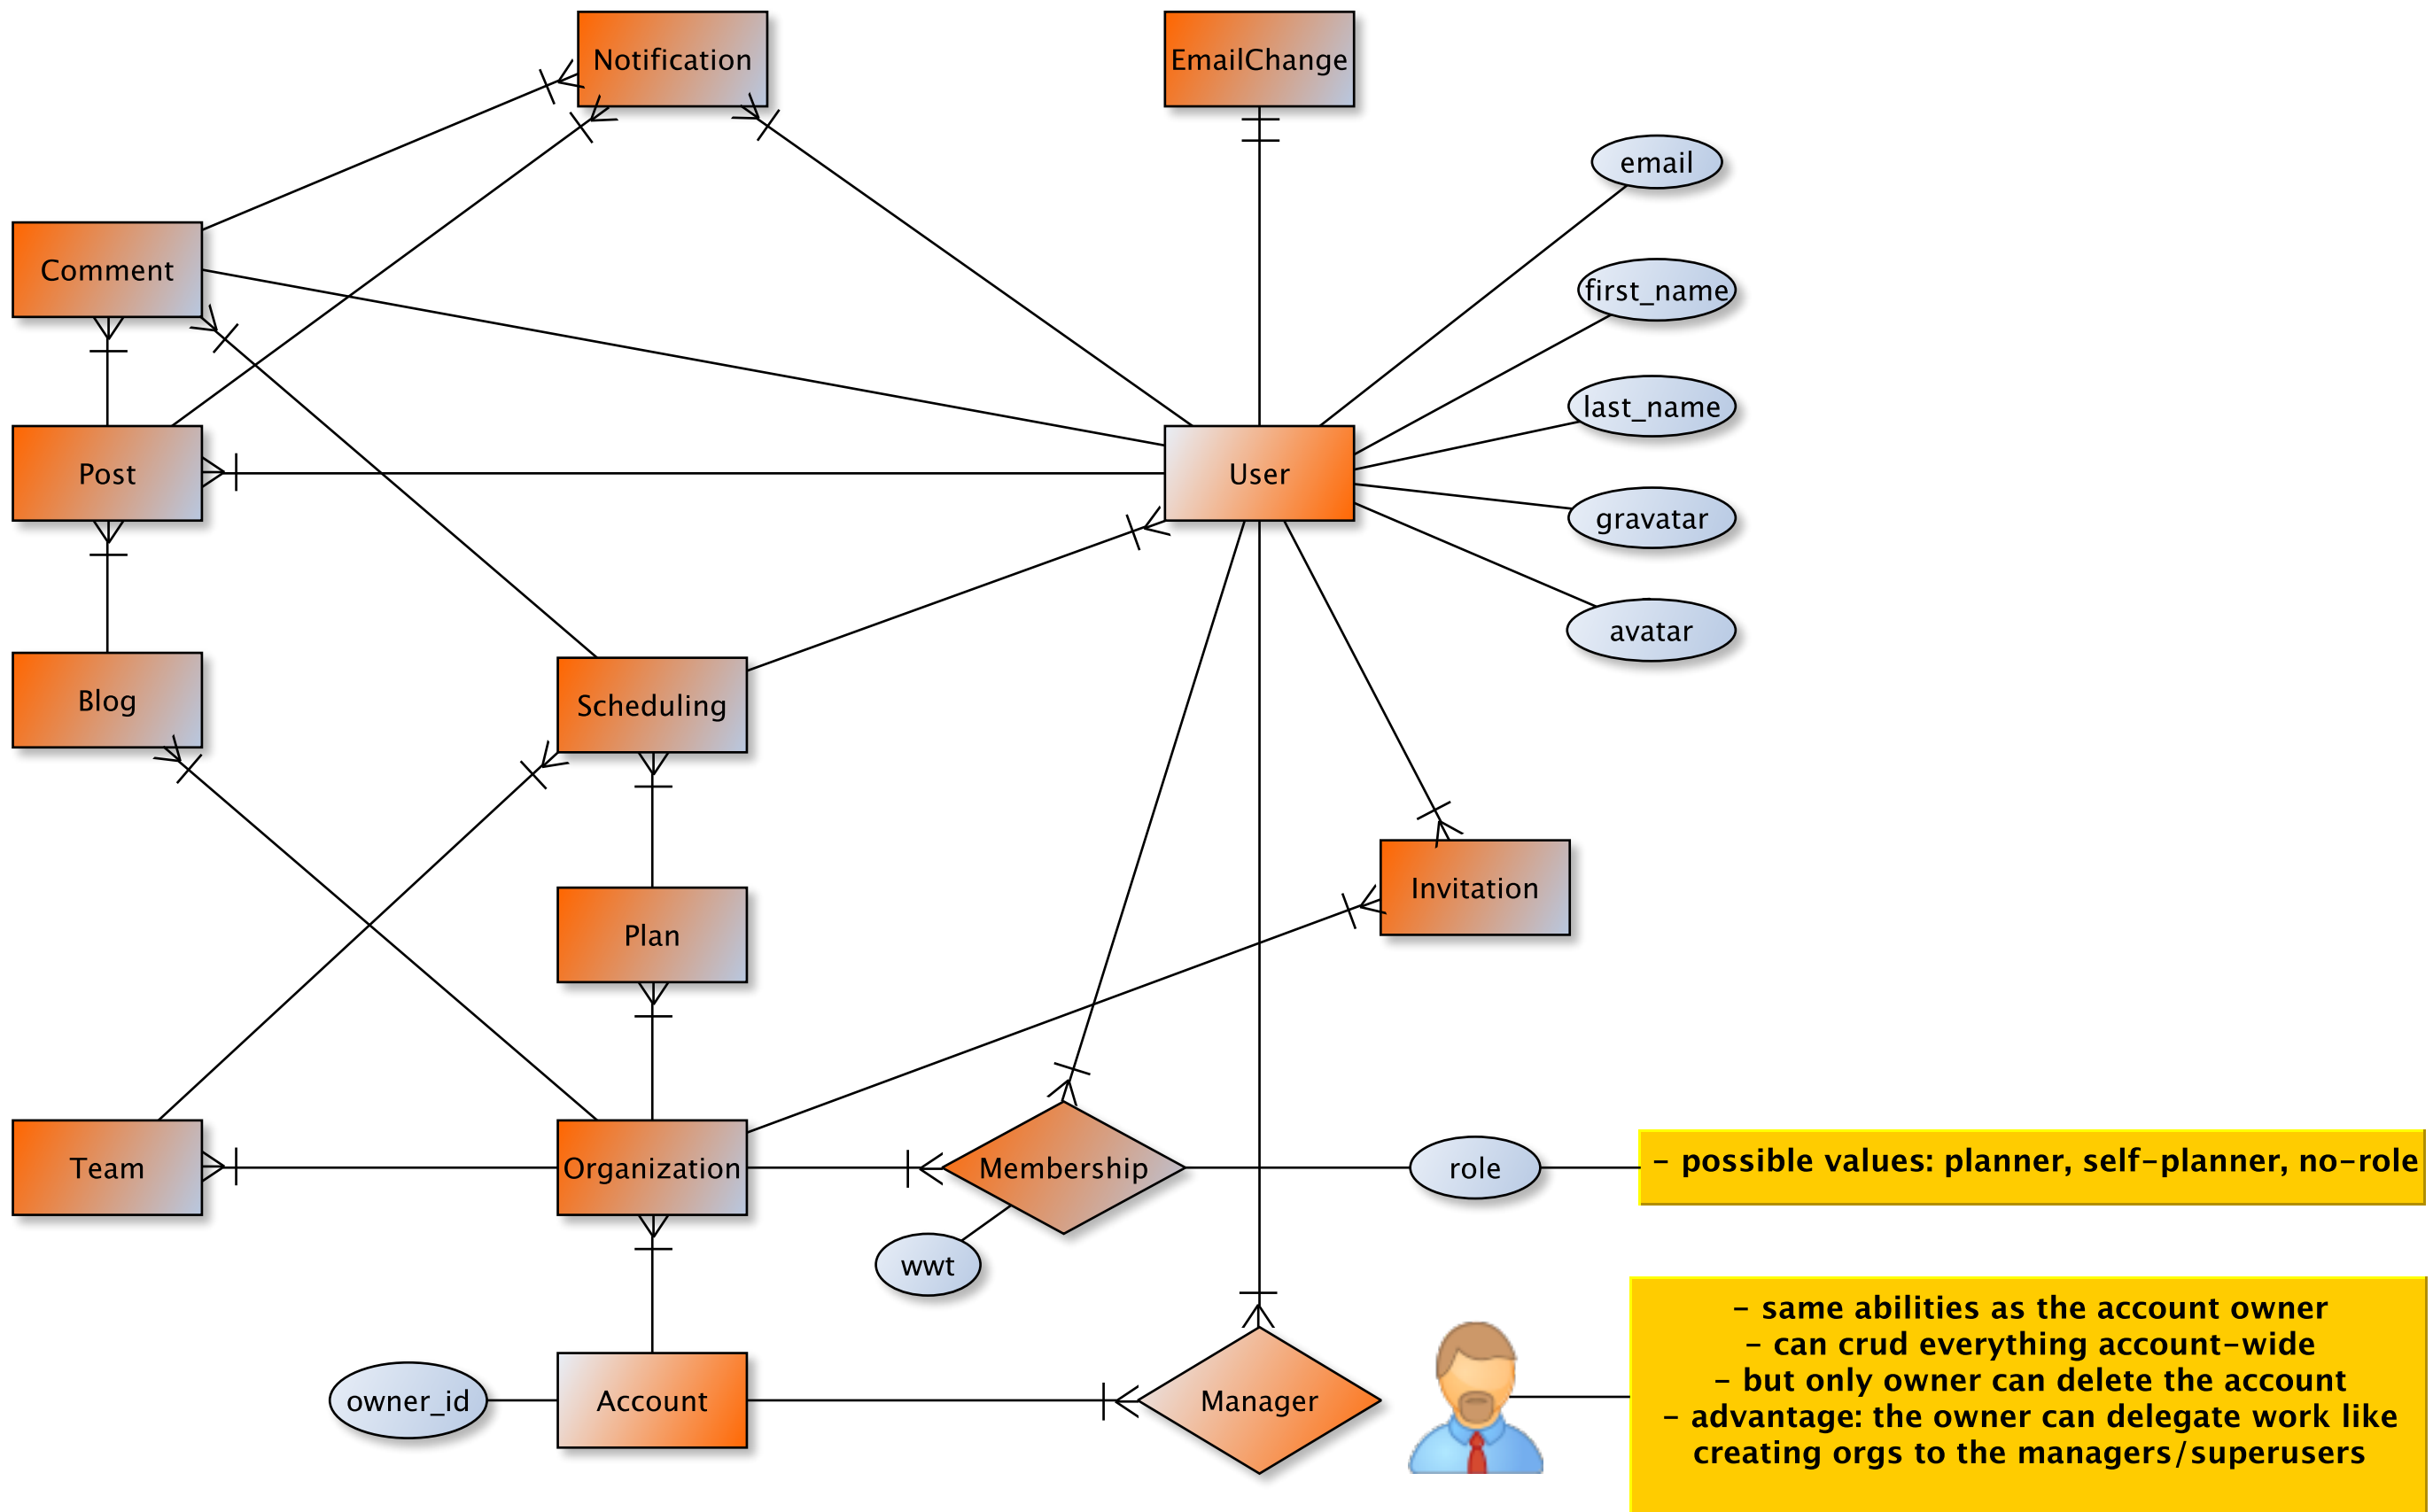 Notification
EmailChange
email
Comment
first_name
last_name
Post
User
gravatar
avatar
Blog
Scheduling
Invitation
Plan
Team
Organization
Membership
role
– possible values: planner, self–planner, no–role
wwt
owner_id
Account
Manager
– same abilities as the account owner
– can crud everything account–wide
– but only owner can delete the account
– advantage: the owner can delegate work like
creating orgs to the managers/superusers